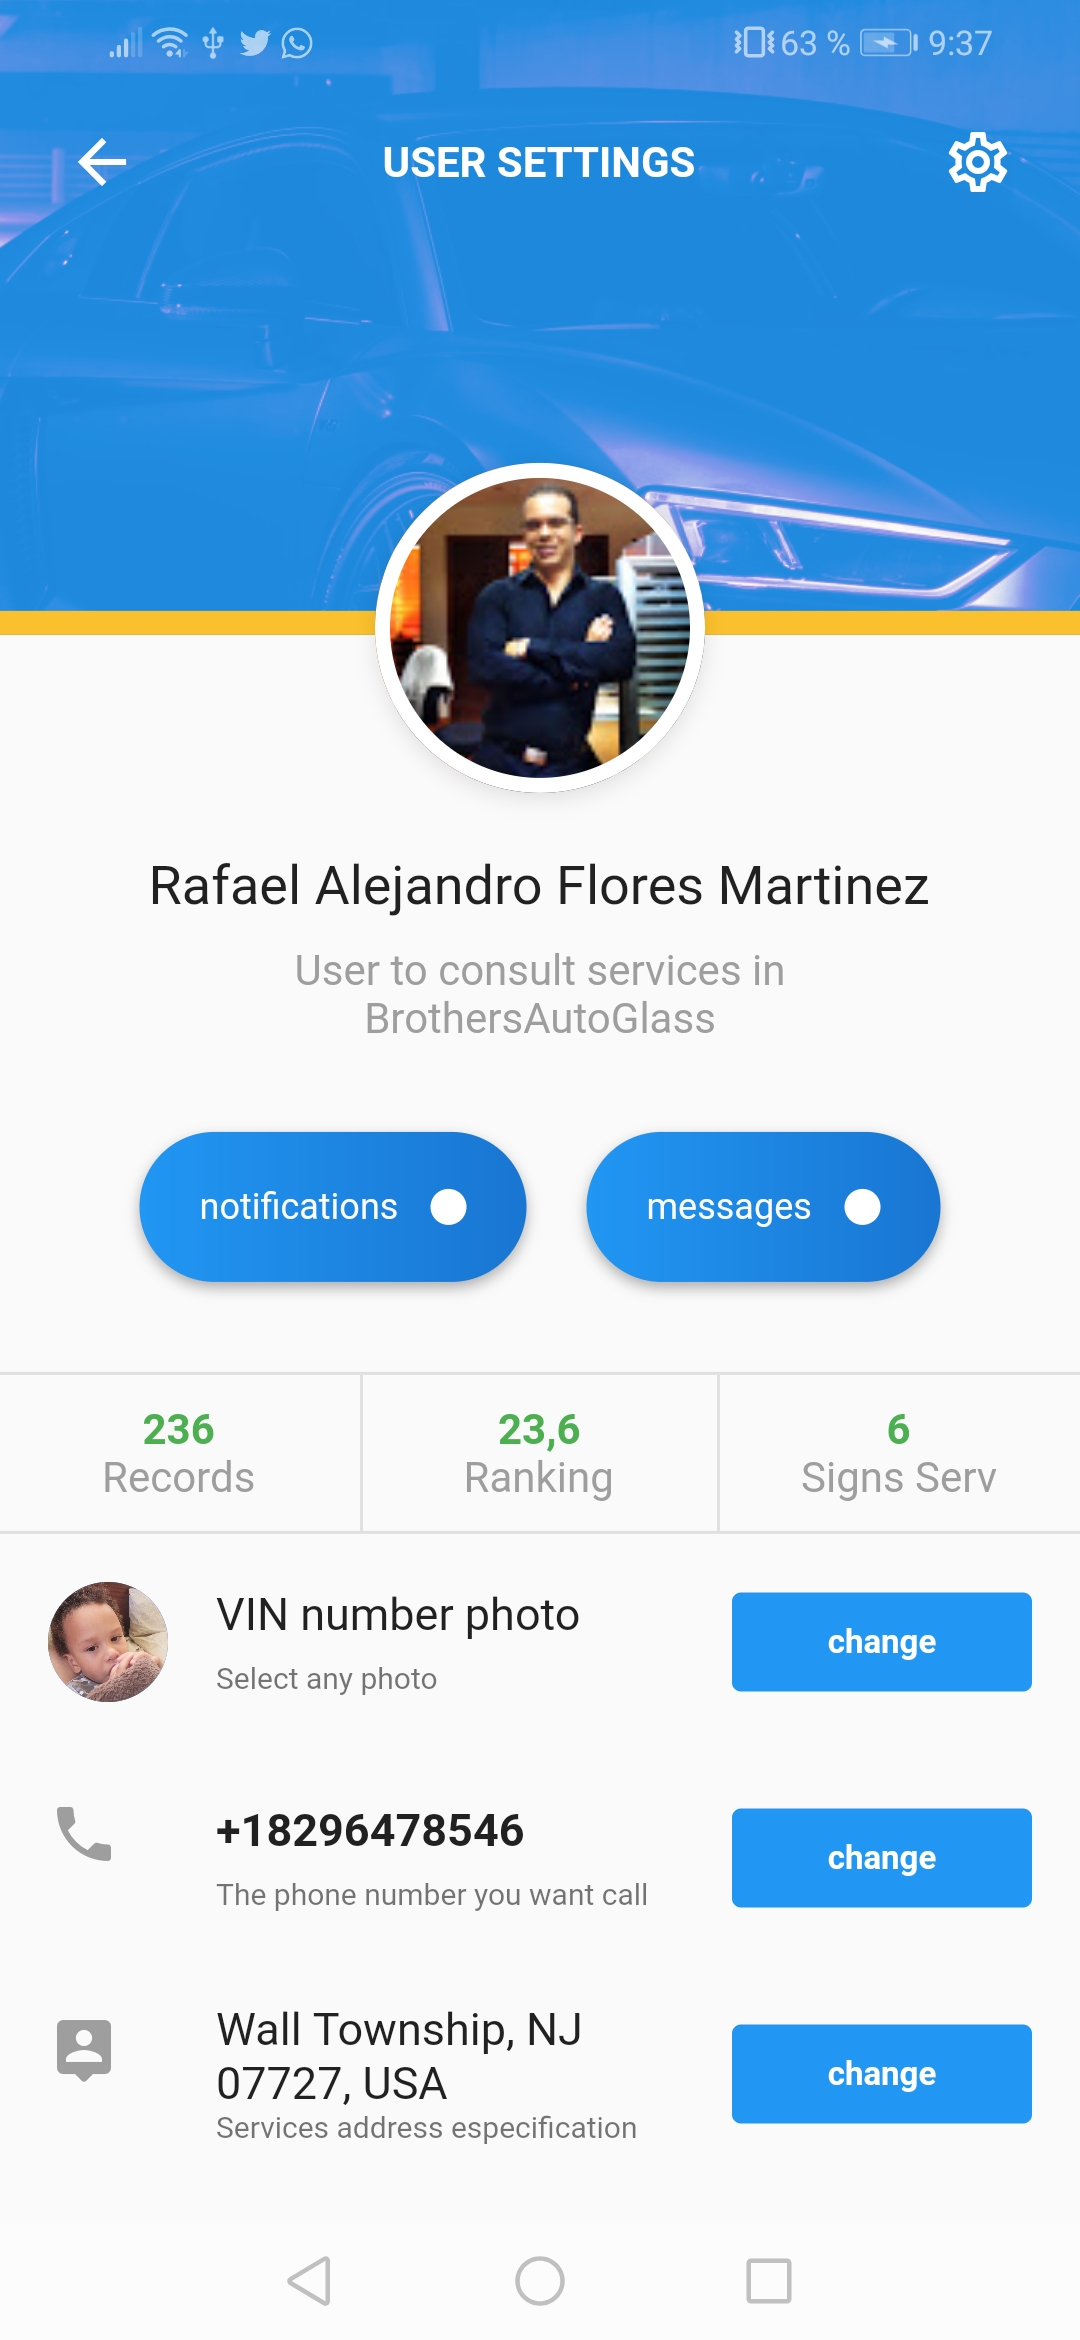 63 % 9:37
USER SETTINGS
Rafael Alejandro Flores Martinez
User to consult services in
BrothersAutoGlass
notifications
messages
236
Records
23,6
Ranking
6
Signs Serv
VIN number photo
Select any photo
change
+18296478546
The phone number you want call
change
Wall Township, NJ
07727, USA
Services address especification
change